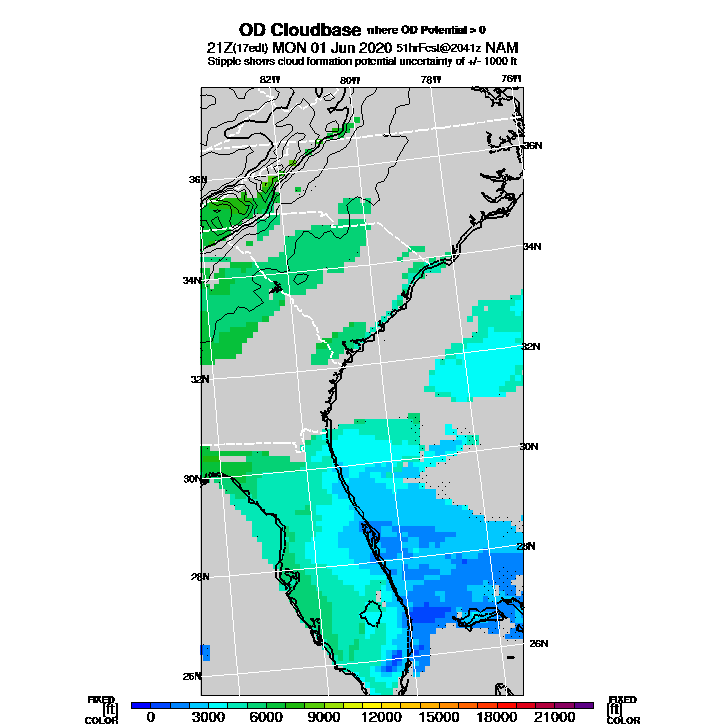 OD Cloudbase where OD Potential > 0
21Z(17edt) MON 01 Jun 2020 51hrFcst@2041z NAM
Stipple shows cloud formation potential uncertainty of +/- 1000 ft
82W 80W 78W 76W
36N 36N
34N 34N
32N 32N
30N 30N
28N 28N
26N 26N
FIXED [ft] COLOR 0 3000 6000 9000 12000 15000 18000 21000 FIXED [ft] COLOR